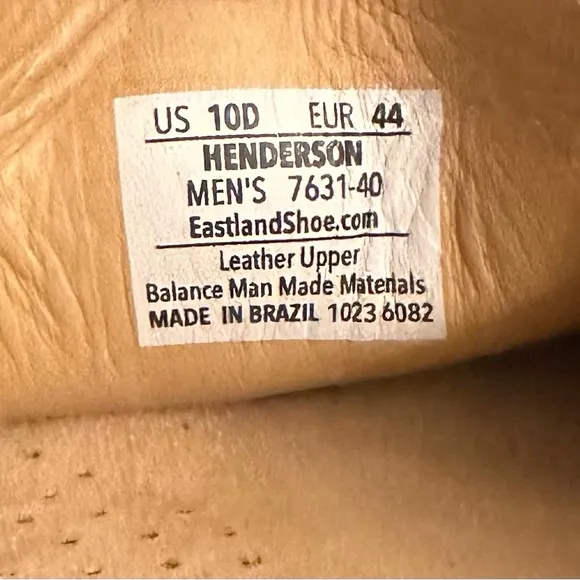 US 10D EUR 44
HENDERSON
MEN'S 7631-40
EastlandShoe.com
Leather Upper
Balance Man Made Materials
MADE IN BRAZIL 1023 6082